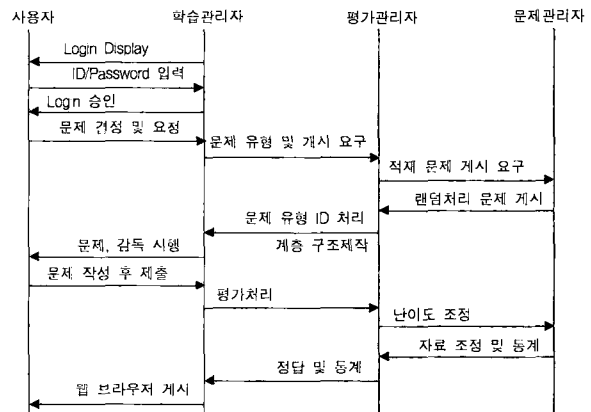 사용자 학습관리자 평가관리자 문제관리자
Login Display
ID/Password 입력
Login 승인
문제 결정 및 요청
문제 유형 및 개시 요구
적재 문제 게시 요구
랜덤처리 문제 게시
문제 유형 ID 처리
계층 구조제작
문제, 감독 시행
문제 작성 후 제출
평가처리
난이도 조정
자료 조정 및 통계
정답 및 통계
웹 브라우저 게시